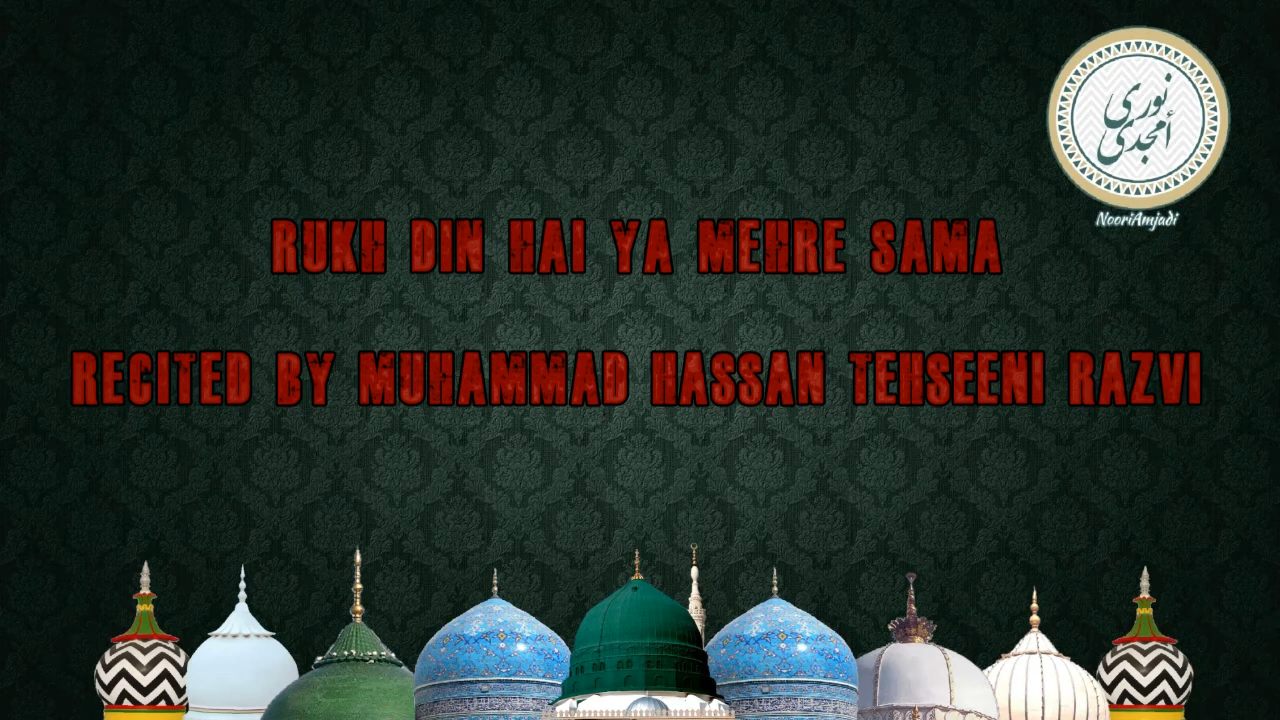 نوری
أمجدی
NooriAmjadi
RUKH DIN HAI YA MEHRE SAMA
RECITED BY MUHAMMAD HASSAN TEHSEENI RAZVI